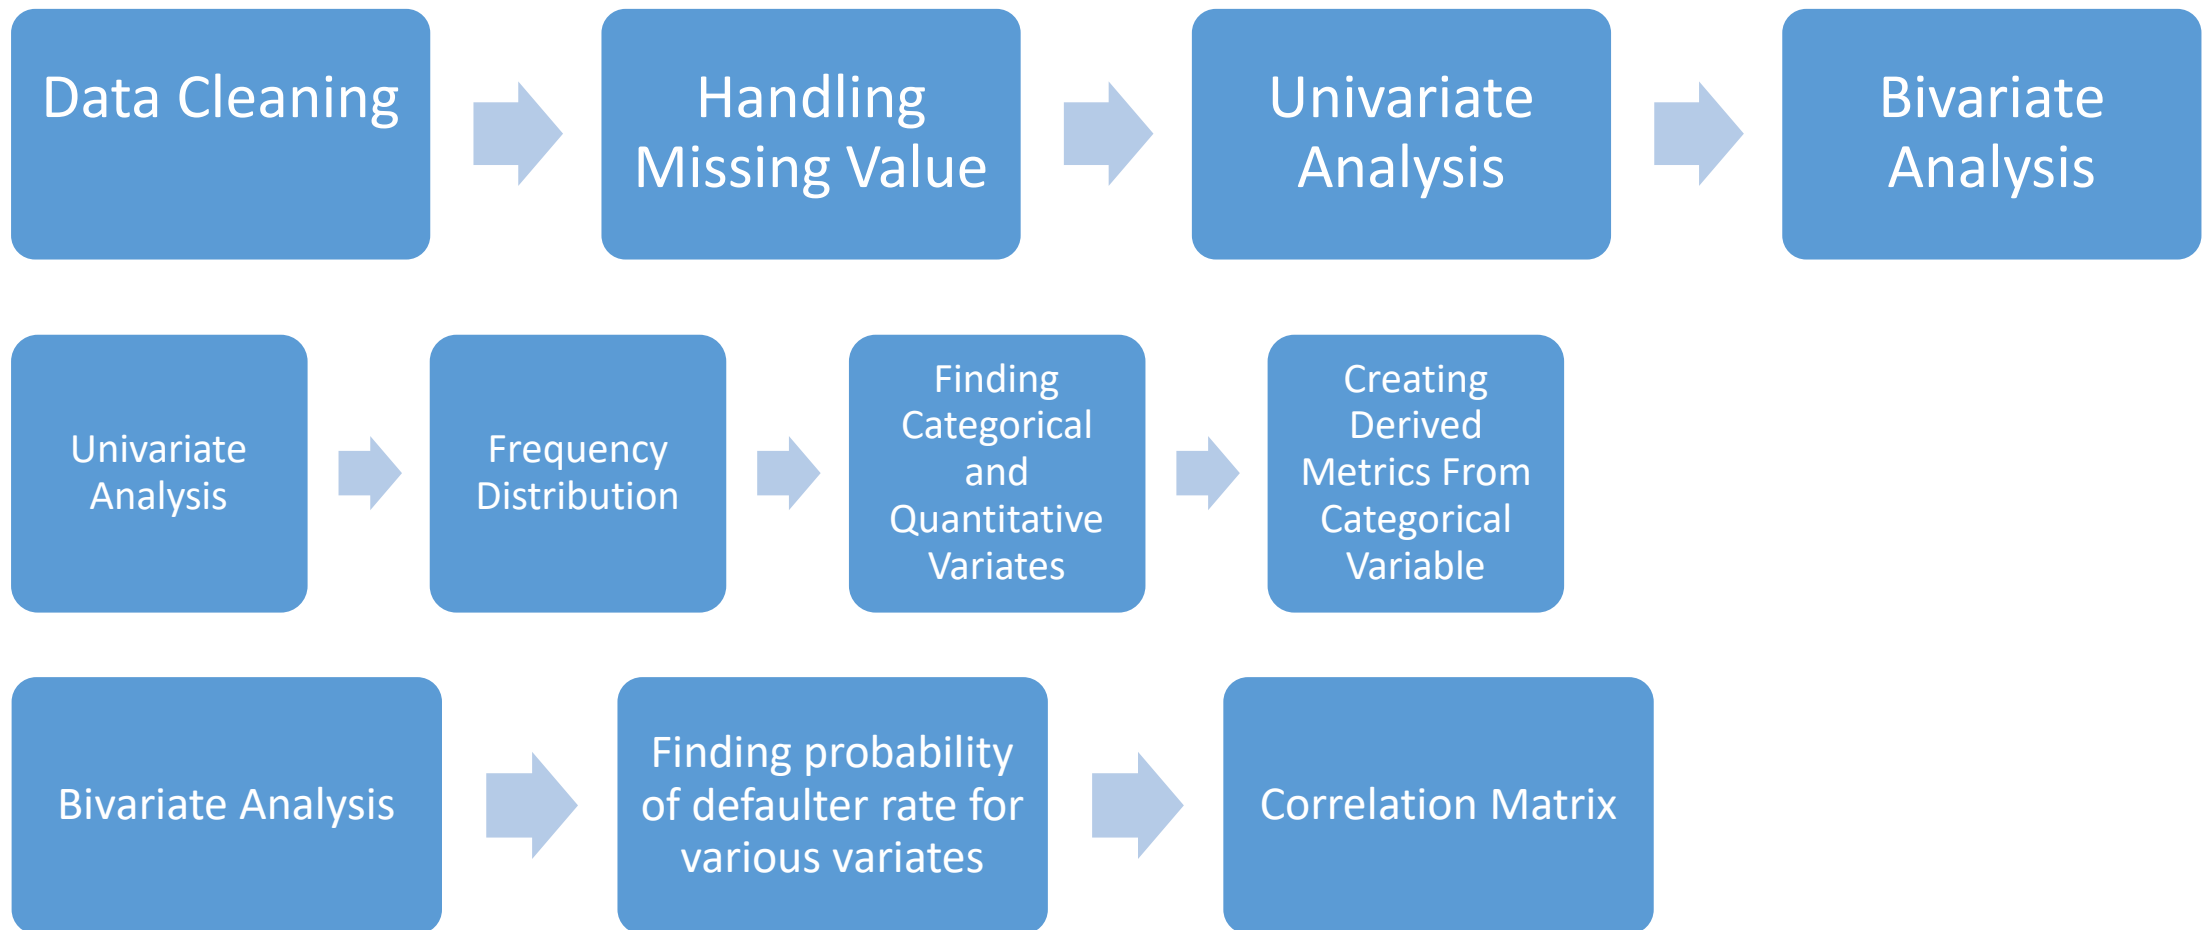 Data Cleaning
Handling
Missing Value
Univariate
Analysis
Bivariate
Analysis
Univariate
Analysis
Frequency
Distribution
Finding
Categorical
and
Quantitative
Variates
Creating
Derived
Metrics From
Categorical
Variable
Bivariate Analysis
Finding probability
of defaulter rate for
various variates
Correlation Matrix